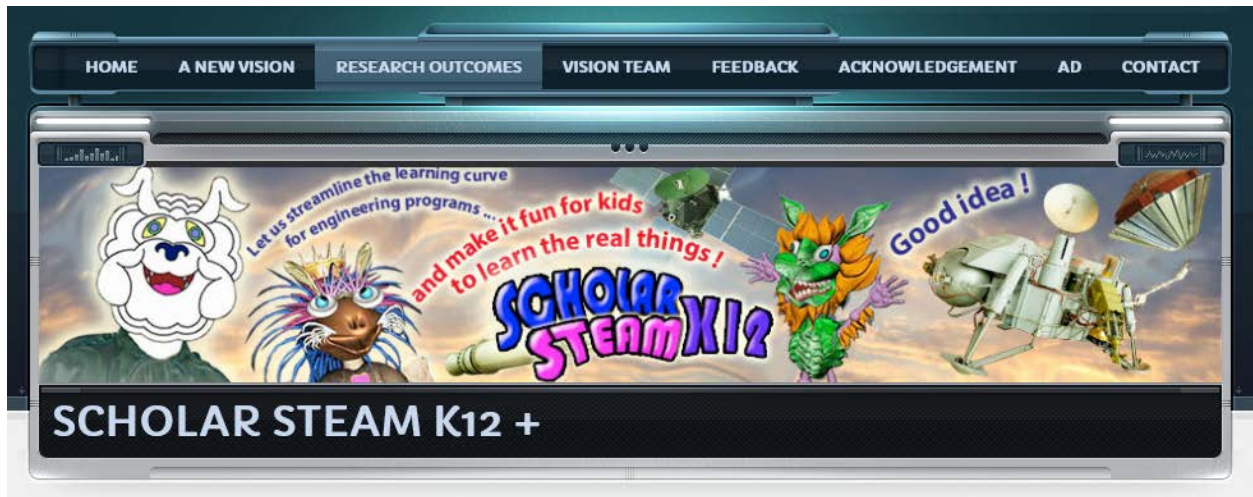 HOME
A NEW VISION
RESEARCH OUTCOMES
VISION TEAM
FEEDBACK
ACKNOWLEDGEMENT
AD
CONTACT
Let us streamline the learning curve
for engineering programs ...
and make it fun for kids
to learn the real things !
Good idea !
SCHOLAR
STEAM K12
SCHOLAR STEAM K12 +